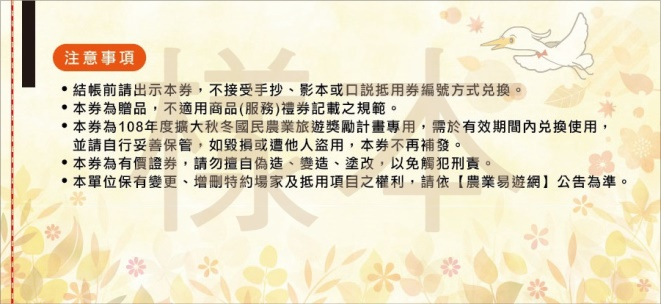 注意事項
• 結帳前請出示本券，不接受手抄、影本或口說抵用券編號方式兌換。
• 本券為贈品，不適用商品(服務)禮券記載之規範。
• 本券為108年度擴大秋冬國民農業旅遊獎勵計畫專用，需於有效期間內兌換使用，
並請自行妥善保管，如毀損或遭他人盜用，本券不再補發。
• 本券為有價證券，請勿擅自偽造、變造、塗改，以免觸犯刑責。
• 本單位保有變更、增刪特約場家及抵用項目之權利，請依【農業易遊網】公告為準。
樣本